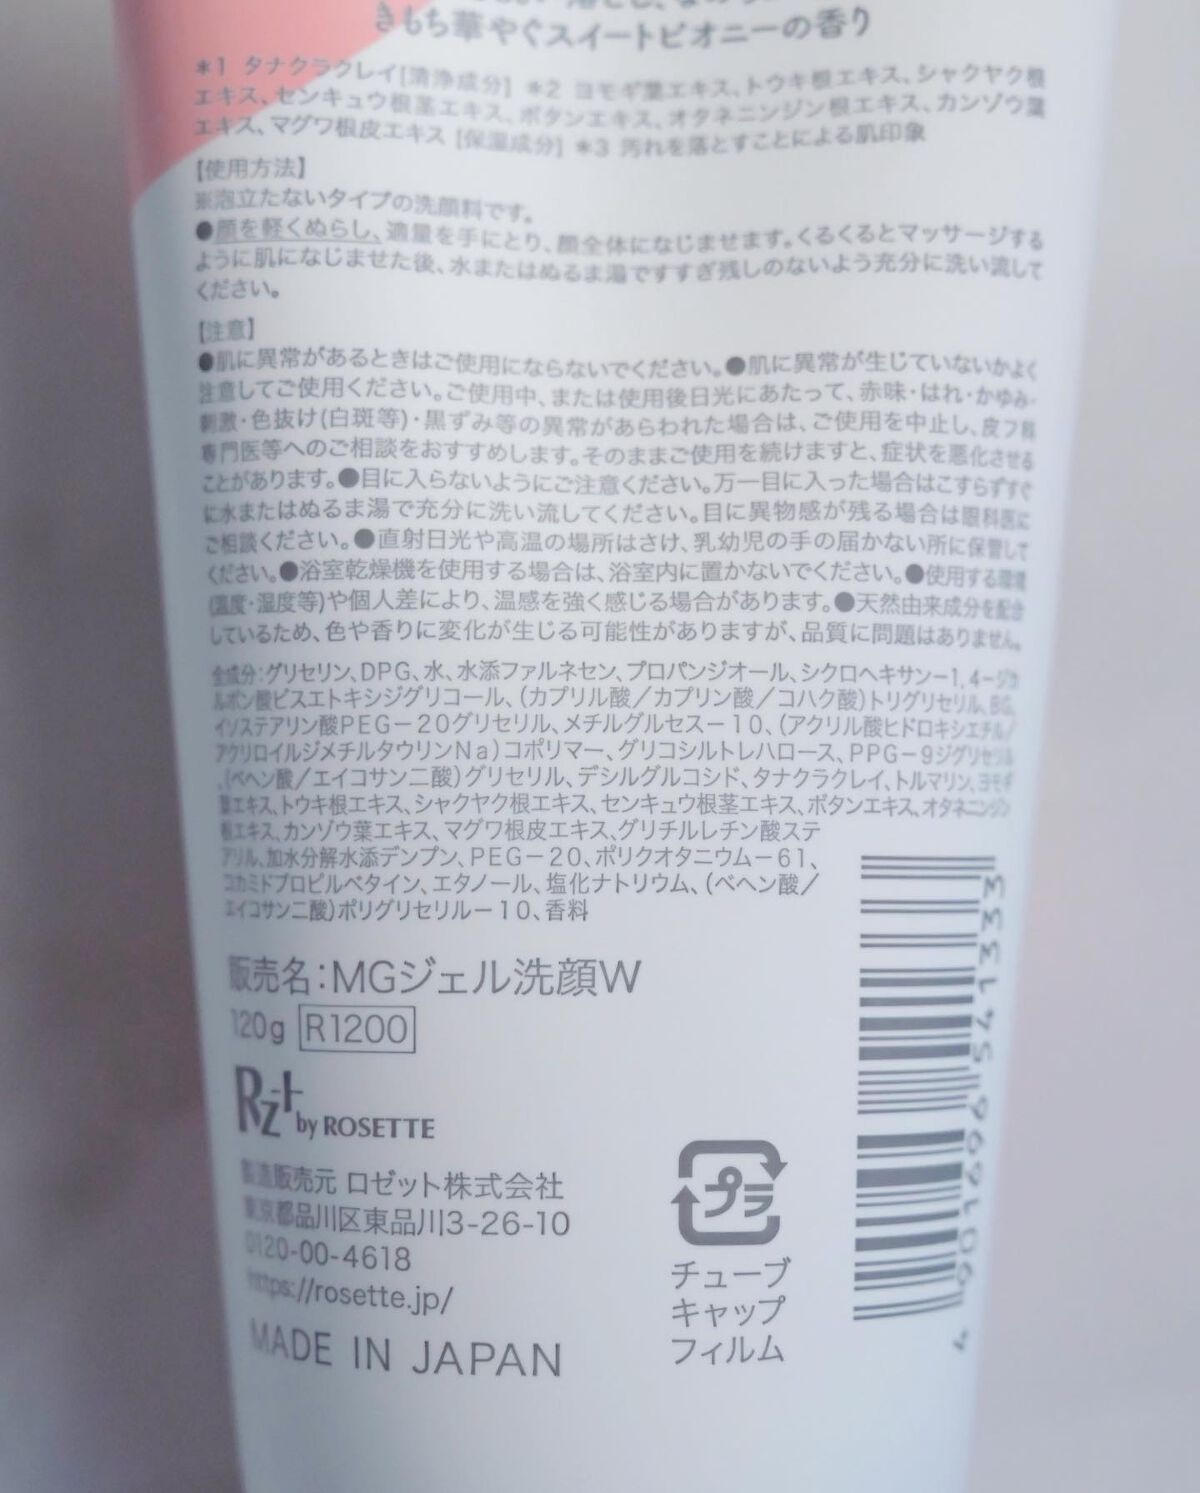 きもち華やぐスイートピオニーの香り
*1 タナクラクレイ[清浄成分] *2 ヨモギ葉エキス、トウキ根エキス、シャクヤク根
エキス、センキュウ根茎エキス、ボタンエキス、オタネニンジン根エキス、カンゾウ葉
エキス、マグワ根皮エキス [保湿成分] *3 汚れを落とすことによる肌印象
【使用方法】
※泡立たないタイプの洗顔料です。
●顔を軽くぬらし、適量を手にとり、顔全体になじませます。くるくるとマッサージする
ように肌になじませた後、水またはぬるま湯ですすぎ残しのないよう充分に洗い流して
ください。
【注意】
●肌に異常があるときはご使用にならないでください。●肌に異常が生じていないかよく
注意してご使用ください。ご使用中、または使用後日光にあたって、赤味・はれ・かゆみ・
刺激・色抜け(白斑等)・黒ずみ等の異常があらわれた場合は、ご使用を中止し、皮フ科
専門医等へのご相談をおすすめします。そのままご使用を続けますと、症状を悪化させる
ことがあります。●目に入らないようにご注意ください。万一目に入った場合はこすらずすぐ
に水またはぬるま湯で充分に洗い流してください。目に異物感が残る場合は眼科医に
ご相談ください。●直射日光や高温の場所はさけ、乳幼児の手の届かない所に保管して
ください。●浴室乾燥機を使用する場合は、浴室内に置かないでください。●使用する環境
(温度・湿度等)や個人差により、温感を強く感じる場合があります。●天然由来成分を配合
しているため、色や香りに変化が生じる可能性がありますが、品質に問題はありません。
全成分：グリセリン、DPG、水、水添ファルネセン、プロパンジオール、シクロヘキサン−1,4−ジカ
ルボン酸ビスエトキシジグリコール、(カプリル酸／カプリン酸／コハク酸)トリグリセリル、BG、
イソステアリン酸PEG−20グリセリル、メチルグルセス−10、(アクリル酸ヒドロキシエチル/
アクリロイルジメチルタウリンNa)コポリマー、グリコシルトレハロース、PPG−9ジグリセリル
、(ベヘン酸/エイコサン二酸)グリセリル、デシルグルコシド、タナクラクレイ、トルマリン、ヨモギ
葉エキス、トウキ根エキス、シャクヤク根エキス、センキュウ根茎エキス、ボタンエキス、オタネニンジン
根エキス、カンゾウ葉エキス、マグワ根皮エキス、グリチルレチン酸ステ
アリル、加水分解水添デンプン、PEG−20、ポリクオタニウム−61、
コカミドプロピルベタイン、エタノール、塩化ナトリウム、(ベヘン酸／
エイコサン二酸)ポリグリセリル−10、香料
販売名：MGジェル洗顔W
120g R1200
Rz+ by ROSETTE
製造販売元 ロゼット株式会社
東京都品川区東品川3-26-10
0120-00-4618
https://rosette.jp/
MADE IN JAPAN
プラ
チューブ
キャップ
フィルム